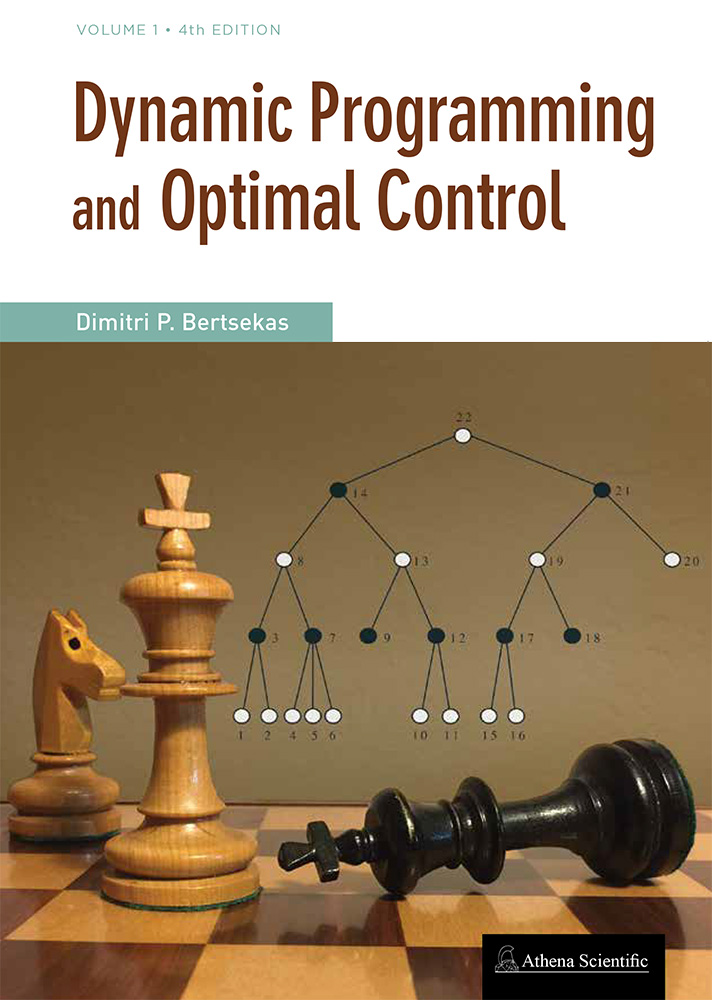 VOLUME 1 • 4th EDITION
Dynamic Programming
and Optimal Control
Dimitri P. Bertsekas
22
14 21
8 13 19 20
3 7 9 12 17 18
1 2 4 5 6 10 11 15 16
Athena Scientific